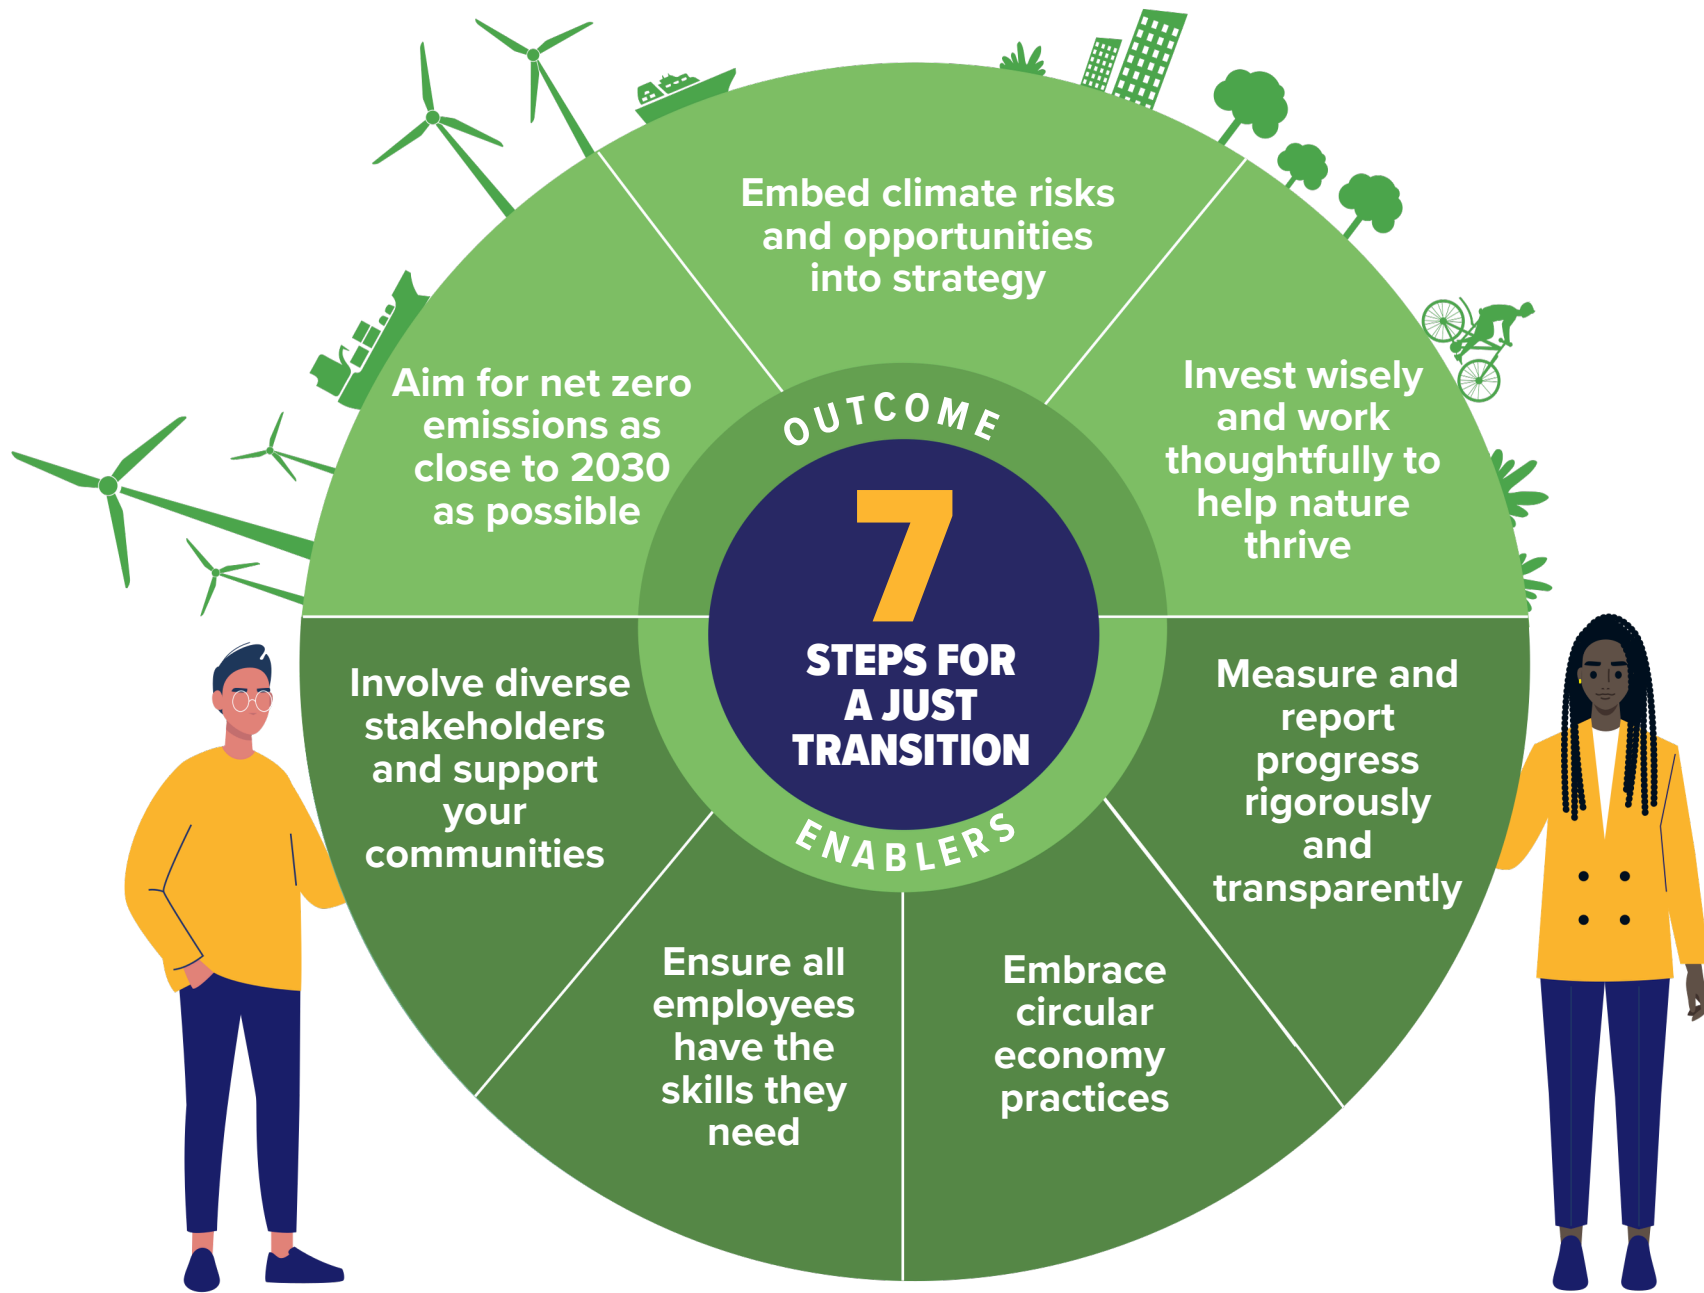 Embed climate risks
and opportunities
into strategy
Aim for net zero
emissions as
close to 2030
as possible
Invest wisely
and work
thoughtfully to
help nature
thrive
OUTCOME
7
STEPS FOR
A JUST
TRANSITION
ENABLERS
Involve diverse
stakeholders
and support
your
communities
Measure and
report
progress
rigorously
and
transparently
Ensure all
employees
have the
skills they
need
Embrace
circular
economy
practices